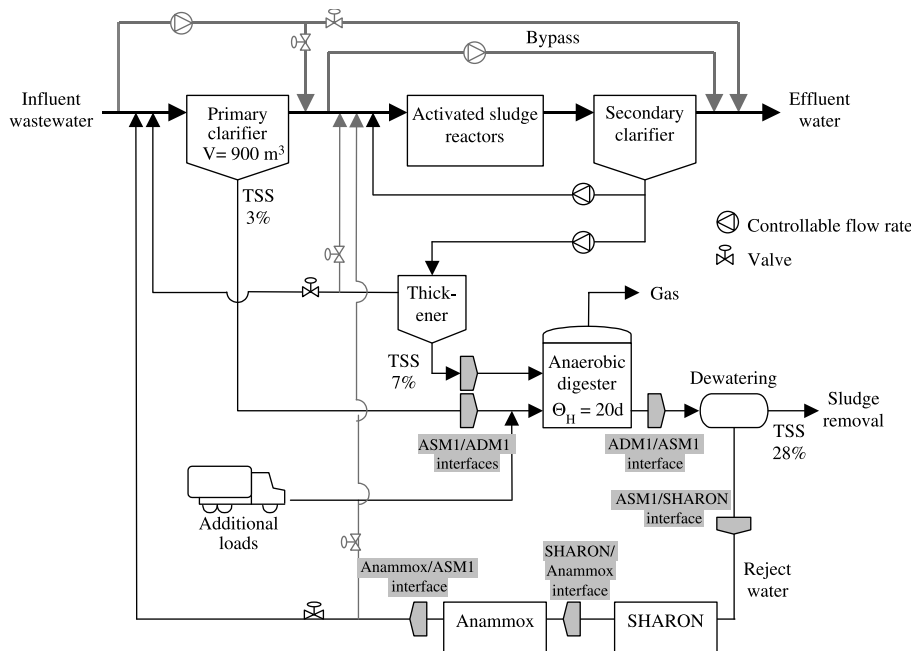 Bypass
Influent
wastewater
Primary
clarifier
V= 900 m³
Activated sludge
reactors
Secondary
clarifier
Effluent
water
TSS
3%
Controllable flow rate
Valve
Thick-
ener
Gas
TSS
7%
Anaerobic
digester
Θ_H = 20d
Dewatering
Sludge
removal
TSS
28%
ASM1/ADM1
interfaces
ADM1/ASM1
interface
ASM1/SHARON
interface
Additional
loads
Anammox/ASM1
interface
SHARON/
Anammox
interface
Reject
water
Anammox
SHARON